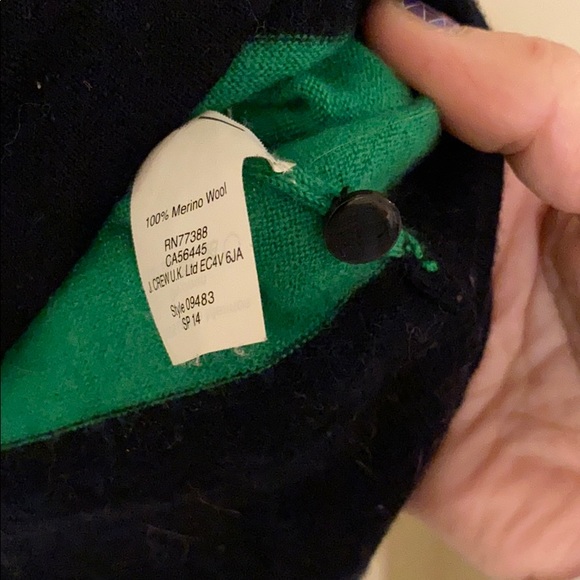 100% Merino Wool
RN77388
CA56445
J.CREW U.K. Ltd EC4V 6JA
Style 09483
SP 14